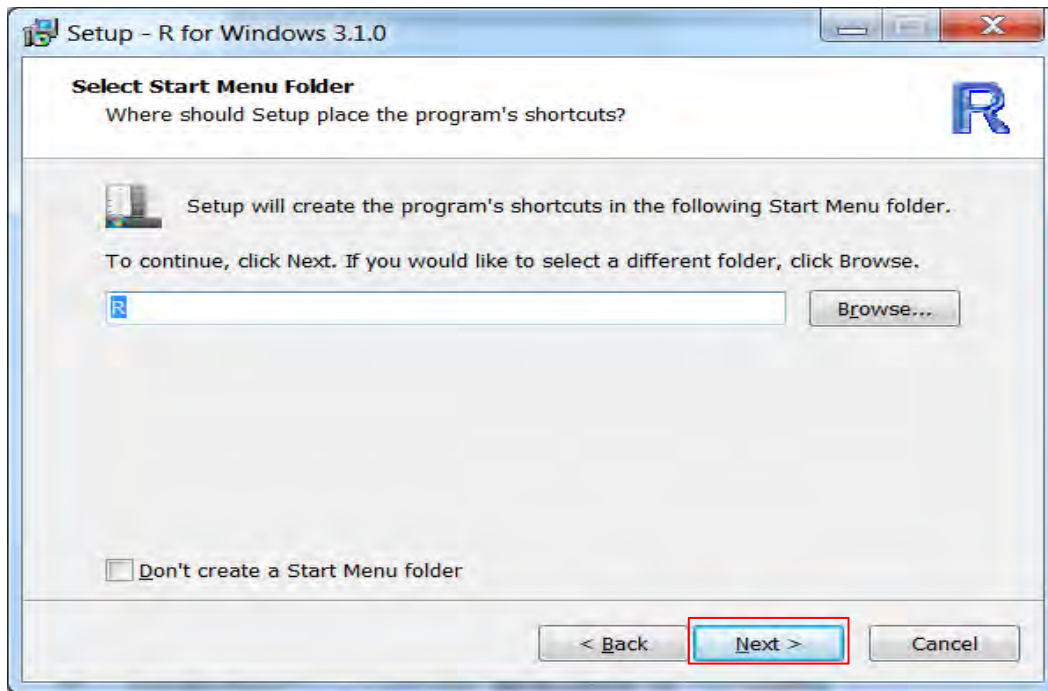 Setup - R for Windows 3.1.0
Select Start Menu Folder
Where should Setup place the program's shortcuts?
R
Setup will create the program's shortcuts in the following Start Menu folder.
To continue, click Next. If you would like to select a different folder, click Browse.
R
Browse...
Don't create a Start Menu folder
< Back
Next >
Cancel